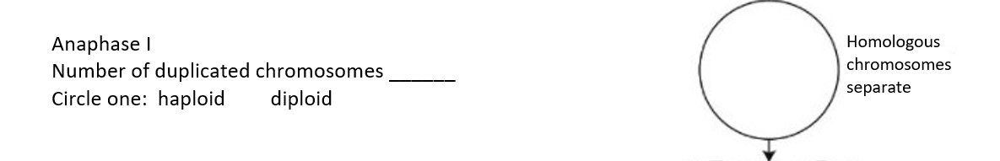 Anaphase I
Number of duplicated chromosomes ______
Circle one: haploid diploid
Homologous
chromosomes
separate